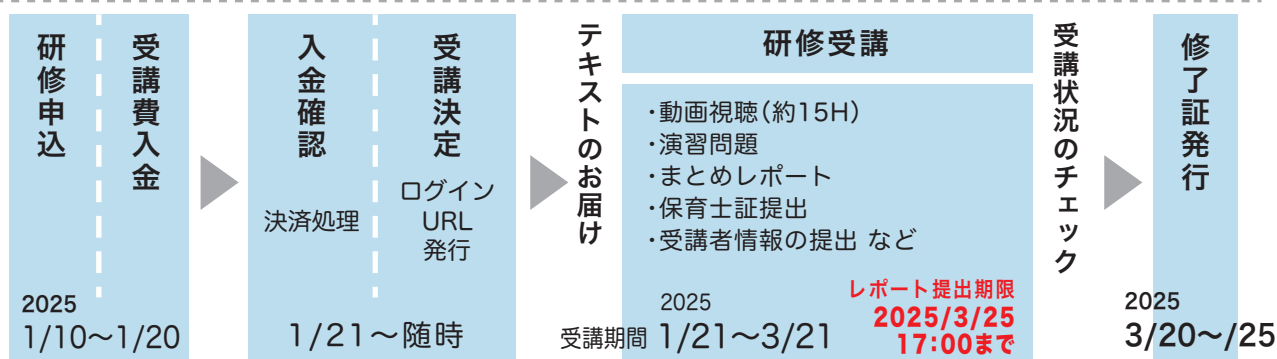 研修申込
受講費入金
2025
1/10～1/20
入金確認
決済処理
受講決定
ログイン
URL
発行
1/21～随時
テキストのお届け
研修受講
・動画視聴（約15H）
・演習問題
・まとめレポート
・保育士証提出
・受講者情報の提出 など
2025
受講期間 1/21～3/21
レポート提出期限
2025/3/25
17:00まで
受講状況のチェック
修了証発行
2025
3/20～/25